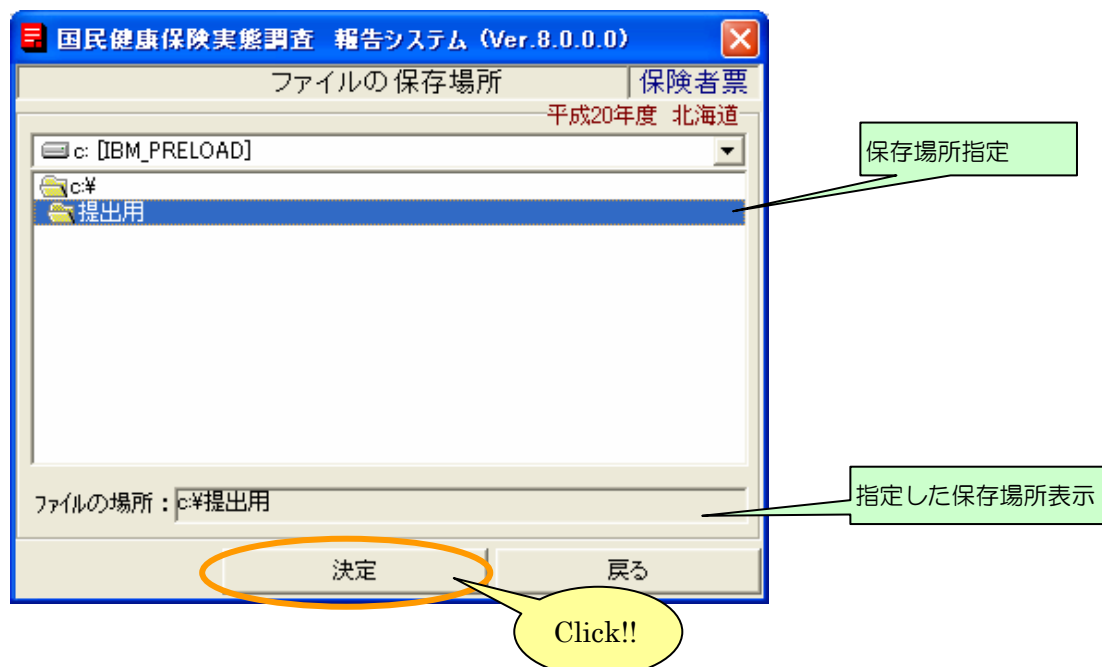 国民健康保険実態調査 報告システム (Ver.8.0.0.0)
ファイルの保存場所 保険者票
平成20年度 北海道
c: [IBM_PRELOAD]
保存場所指定
c:¥
提出用
ファイルの場所：c:¥提出用
指定した保存場所表示
決定 戻る
Click!!